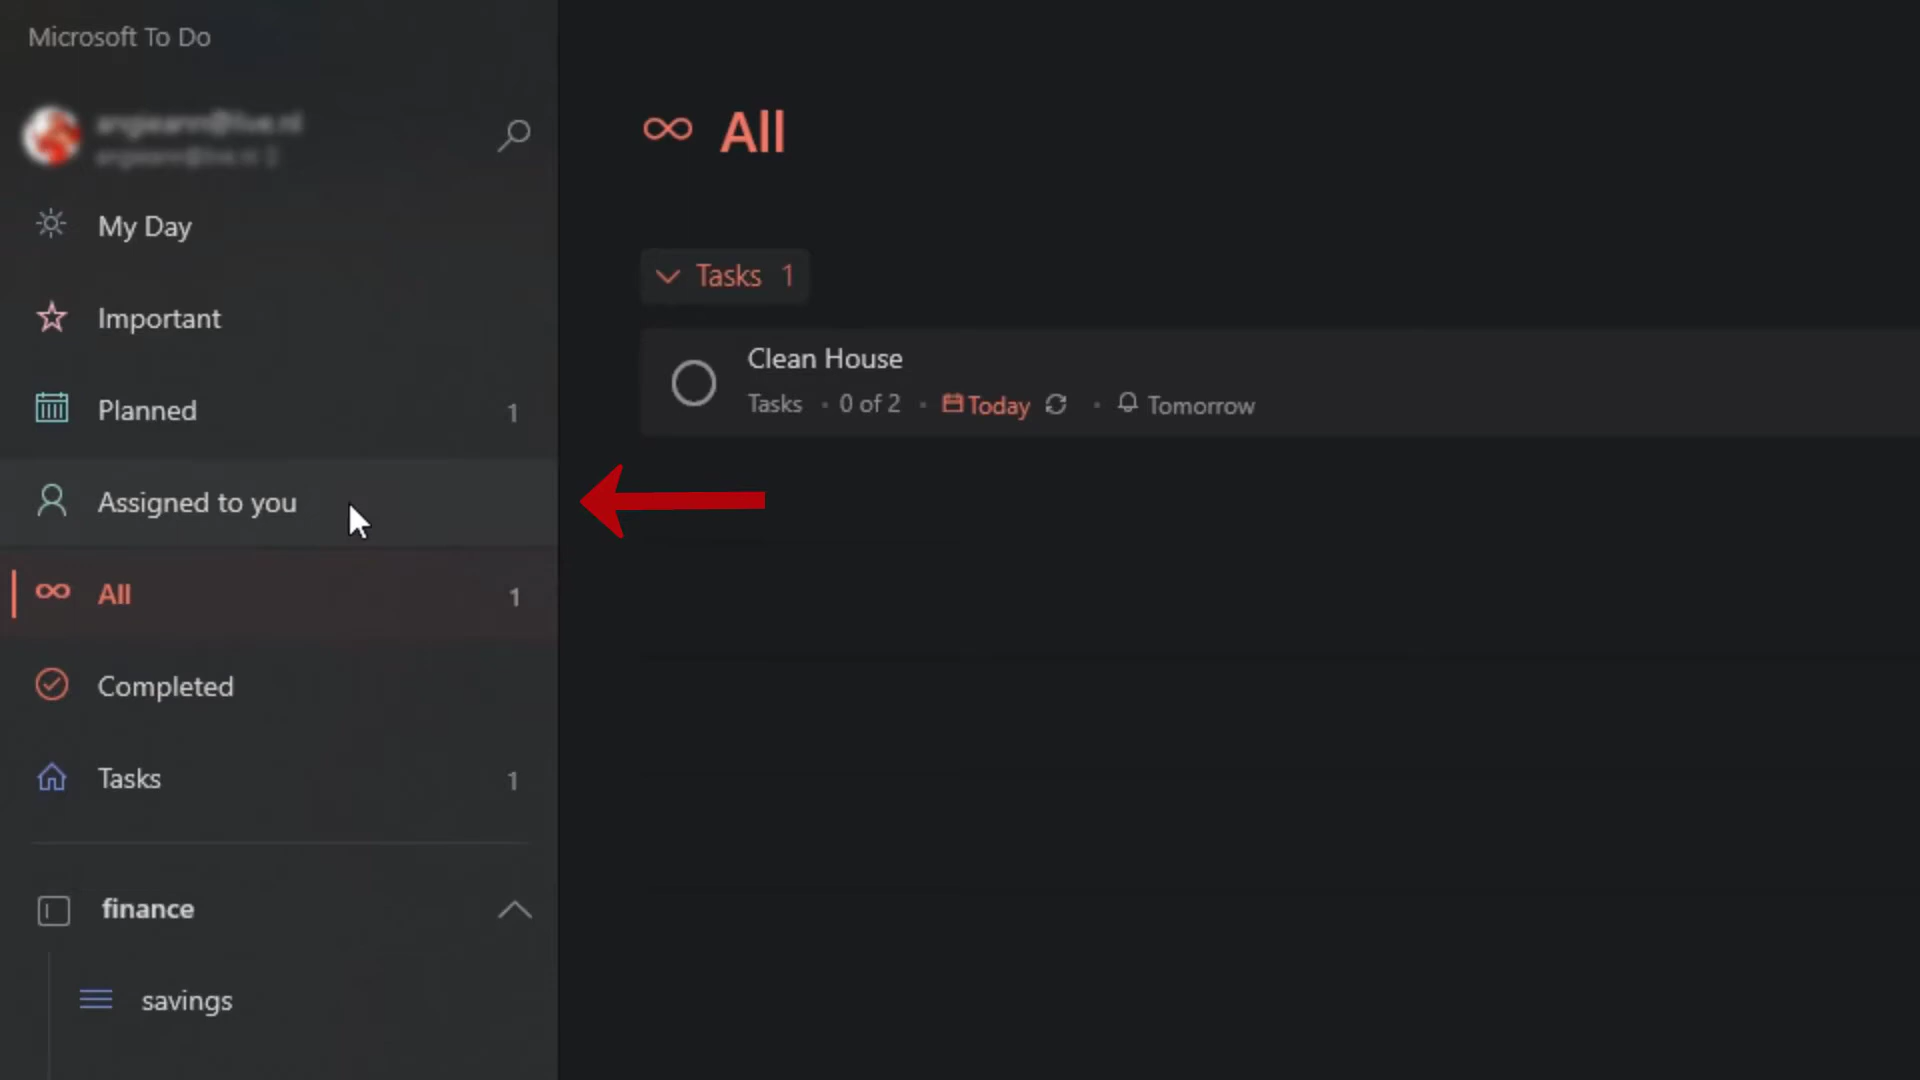 Microsoft To Do
My Day
Important
Planned 1
Assigned to you
All 1
Completed
Tasks 1
finance
savings
All
Tasks 1
Clean House
Tasks • 0 of 2 • Today • Tomorrow